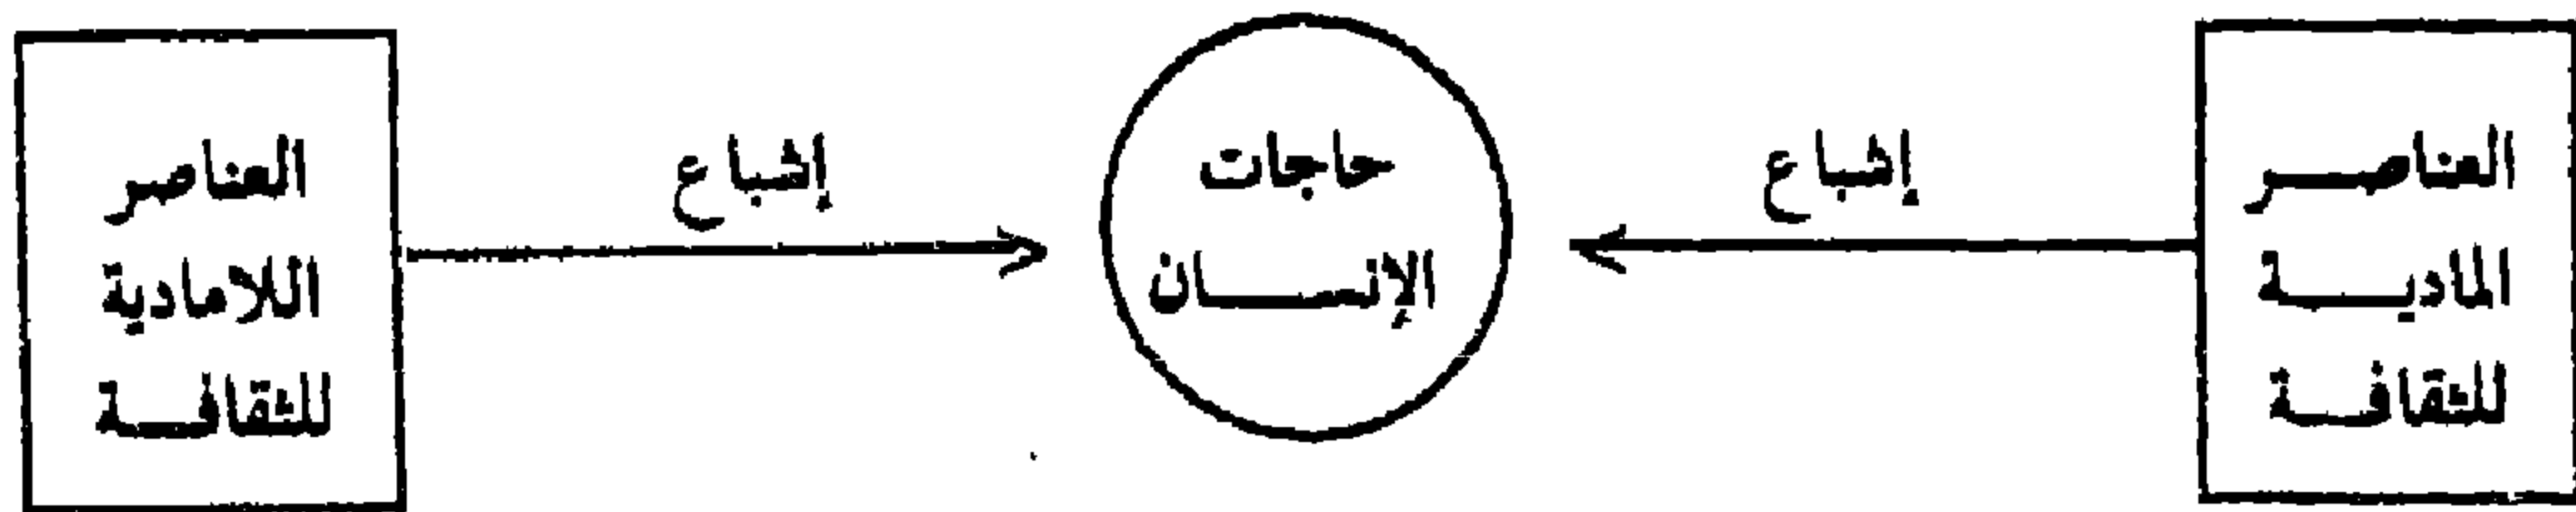 العناصر
المادية
للثقافة
إشباع
حاجات
الإنسان
إشباع
العناصر
اللامادية
للثقافة